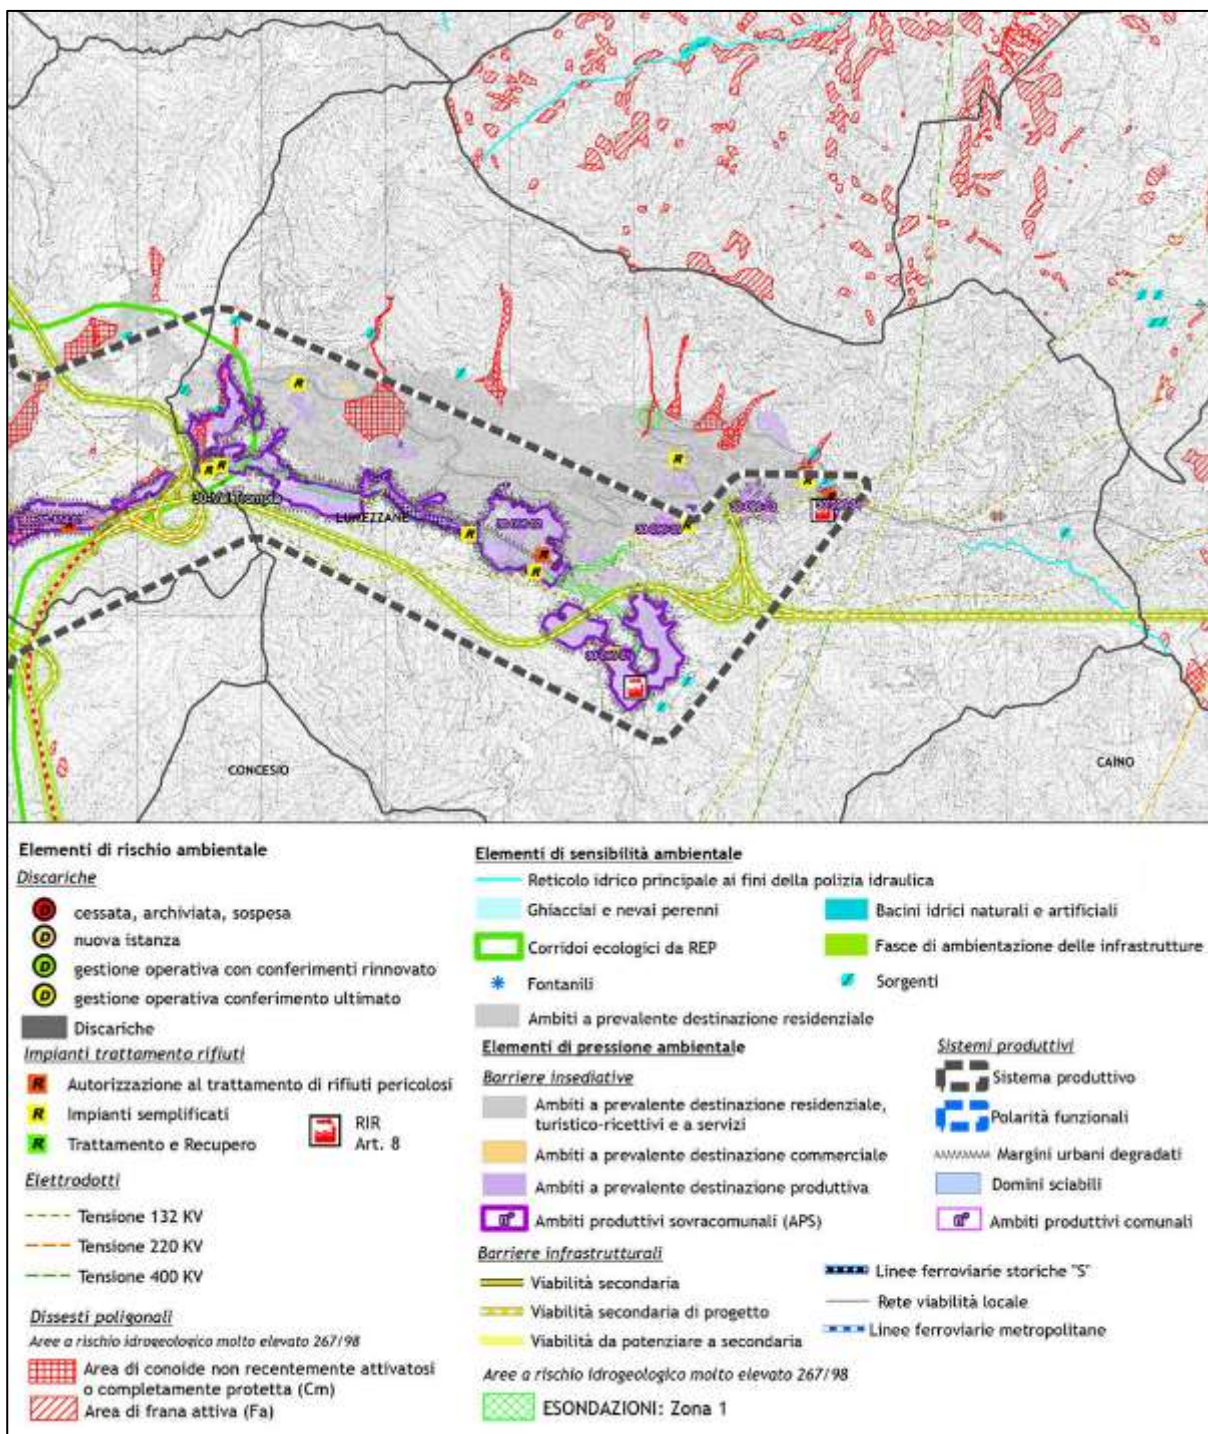 30-Val Trompia
LUMEZZANE
CONCESIO
CAINO
Elementi di rischio ambientale
Discariche
D cessata, archiviata, sospesa
D nuova istanza
D gestione operativa con conferimenti rinnovato
D gestione operativa conferimento ultimato
Discariche
Impianti trattamento rifiuti
R Autorizzazione al trattamento di rifiuti pericolosi
R Impianti semplificati
R Trattamento e Recupero
RIR
Art. 8
Elettrodotti
Tensione 132 KV
Tensione 220 KV
Tensione 400 KV
Dissesti poligonali
Aree a rischio idrogeologico molto elevato 267/98
Area di conoide non recentemente attivatosi
o completamente protetta (Cm)
Area di frana attiva (Fa)
Elementi di sensibilità ambientale
Reticolo idrico principale ai fini della polizia idraulica
Ghiacciai e nevai perenni
Bacini idrici naturali e artificiali
Corridoi ecologici da REP
Fasce di ambientazione delle infrastrutture
Fontanili
Sorgenti
Ambiti a prevalente destinazione residenziale
Elementi di pressione ambientale
Barriere insediative
Ambiti a prevalente destinazione residenziale,
turistico-ricettivi e a servizi
Ambiti a prevalente destinazione commerciale
Ambiti a prevalente destinazione produttiva
Ambiti produttivi sovracomunali (APS)
Sistemi produttivi
Sistema produttivo
Polarità funzionali
Margini urbani degradati
Domini sciabili
Ambiti produttivi comunali
Barriere infrastrutturali
Viabilità secondaria
Viabilità secondaria di progetto
Viabilità da potenziare a secondaria
Linee ferroviarie storiche "S"
Rete viabilità locale
Linee ferroviarie metropolitane
Aree a rischio idrogeologico molto elevato 267/98
ESONDAZIONI: Zona 1